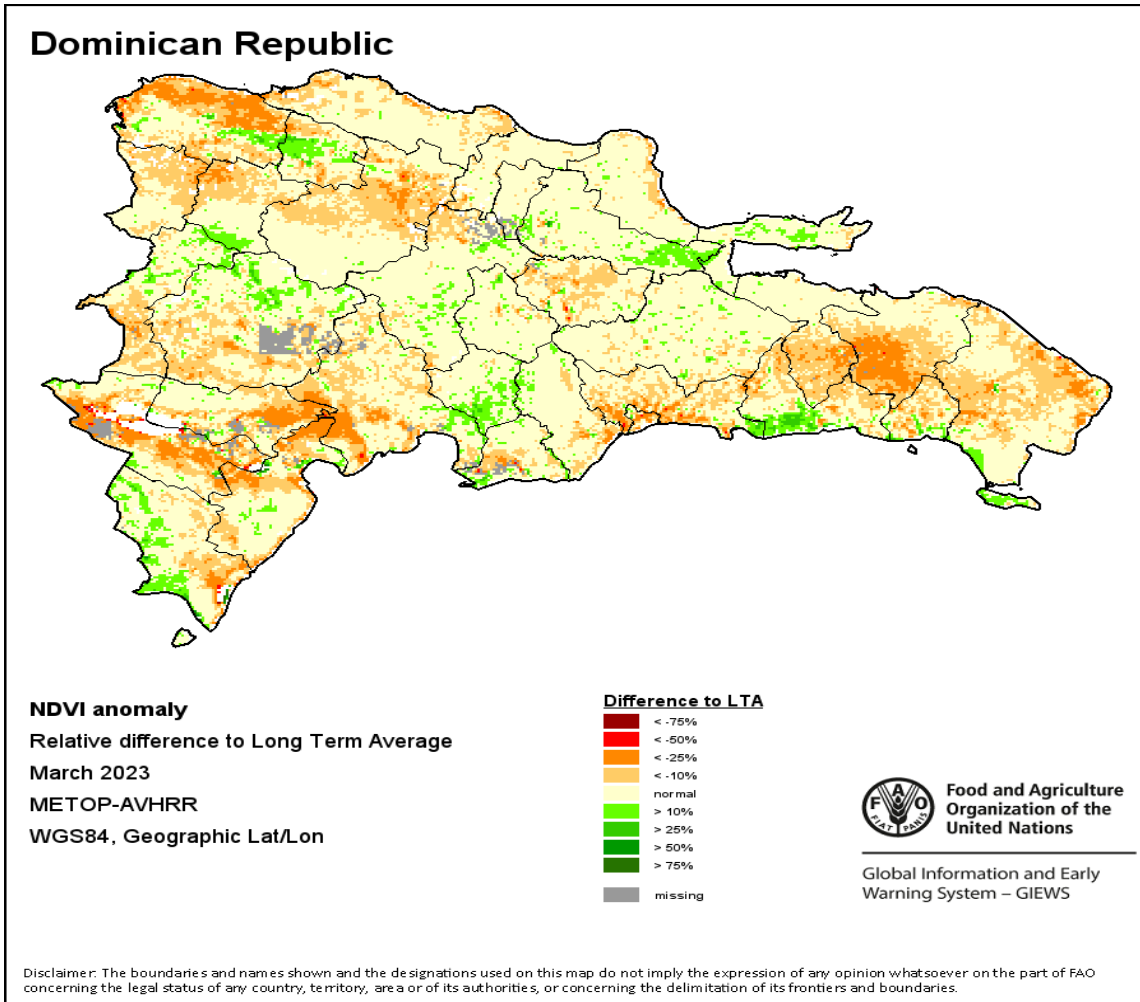 Dominican Republic
NDVI anomaly
Relative difference to Long Term Average
March 2023
METOP-AVHRR
WGS84, Geographic Lat/Lon
Difference to LTA
< -75%
< -50%
< -25%
< -10%
normal
> 10%
> 25%
> 50%
> 75%
missing
F A O
FIAT PANIS
Food and Agriculture
Organization of the
United Nations
Global Information and Early
Warning System – GIEWS
Disclaimer: The boundaries and names shown and the designations used on this map do not imply the expression of any opinion whatsoever on the part of FAO
concerning the legal status of any country, territory, area or of its authorities, or concerning the delimitation of its frontiers and boundaries.